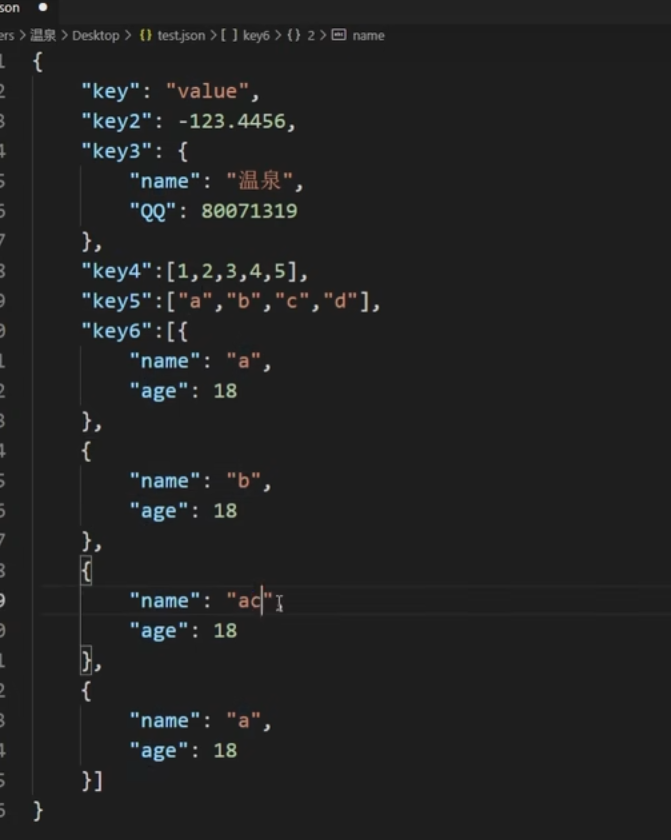 son ●
ers > 温泉 > Desktop > {} test.json > [ ] key6 > {} 2 > name
1 {
2 "key": "value",
3 "key2": -123.4456,
4 "key3": {
5 "name": "温泉",
6 "QQ": 80071319
7 },
8 "key4":[1,2,3,4,5],
9 "key5":["a","b","c","d"],
0 "key6":[{
1 "name": "a",
2 "age": 18
3 },
4 {
5 "name": "b",
6 "age": 18
7 },
8 {
9 "name": "ac"
0 "age": 18
1 },
2 {
3 "name": "a",
4 "age": 18
5 }]
6 }